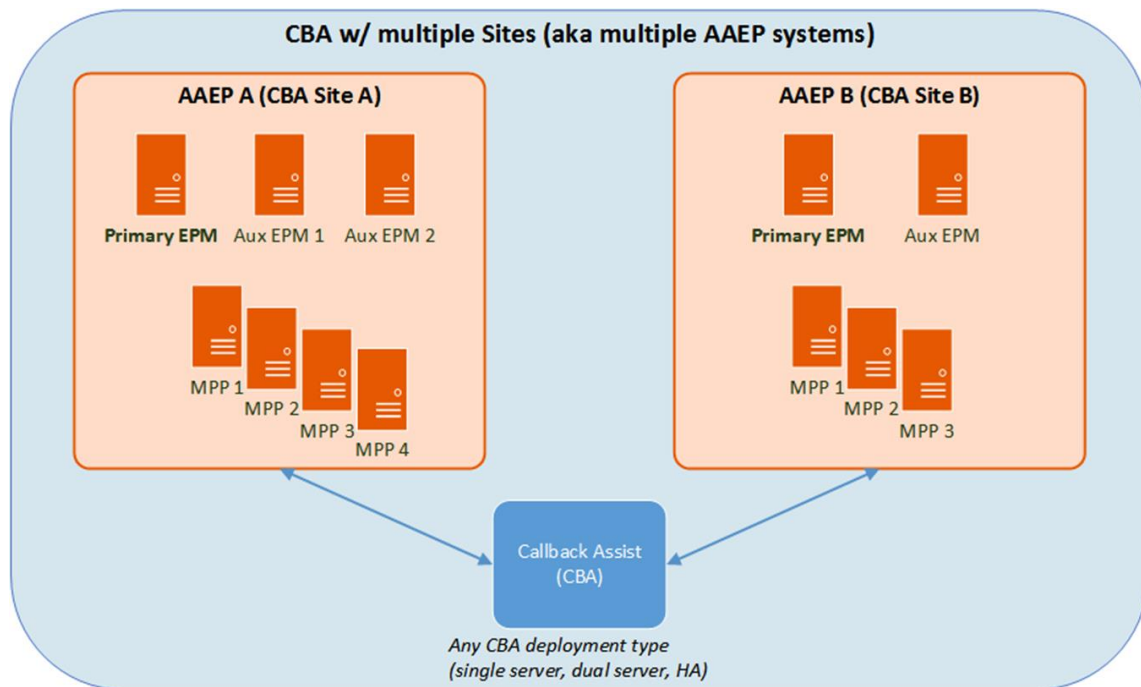 CBA w/ multiple Sites (aka multiple AAEP systems)
AAEP A (CBA Site A)
Primary EPM
Aux EPM 1
Aux EPM 2
MPP 1
MPP 2
MPP 3
MPP 4
AAEP B (CBA Site B)
Primary EPM
Aux EPM
MPP 1
MPP 2
MPP 3
Callback Assist
(CBA)
Any CBA deployment type
(single server, dual server, HA)